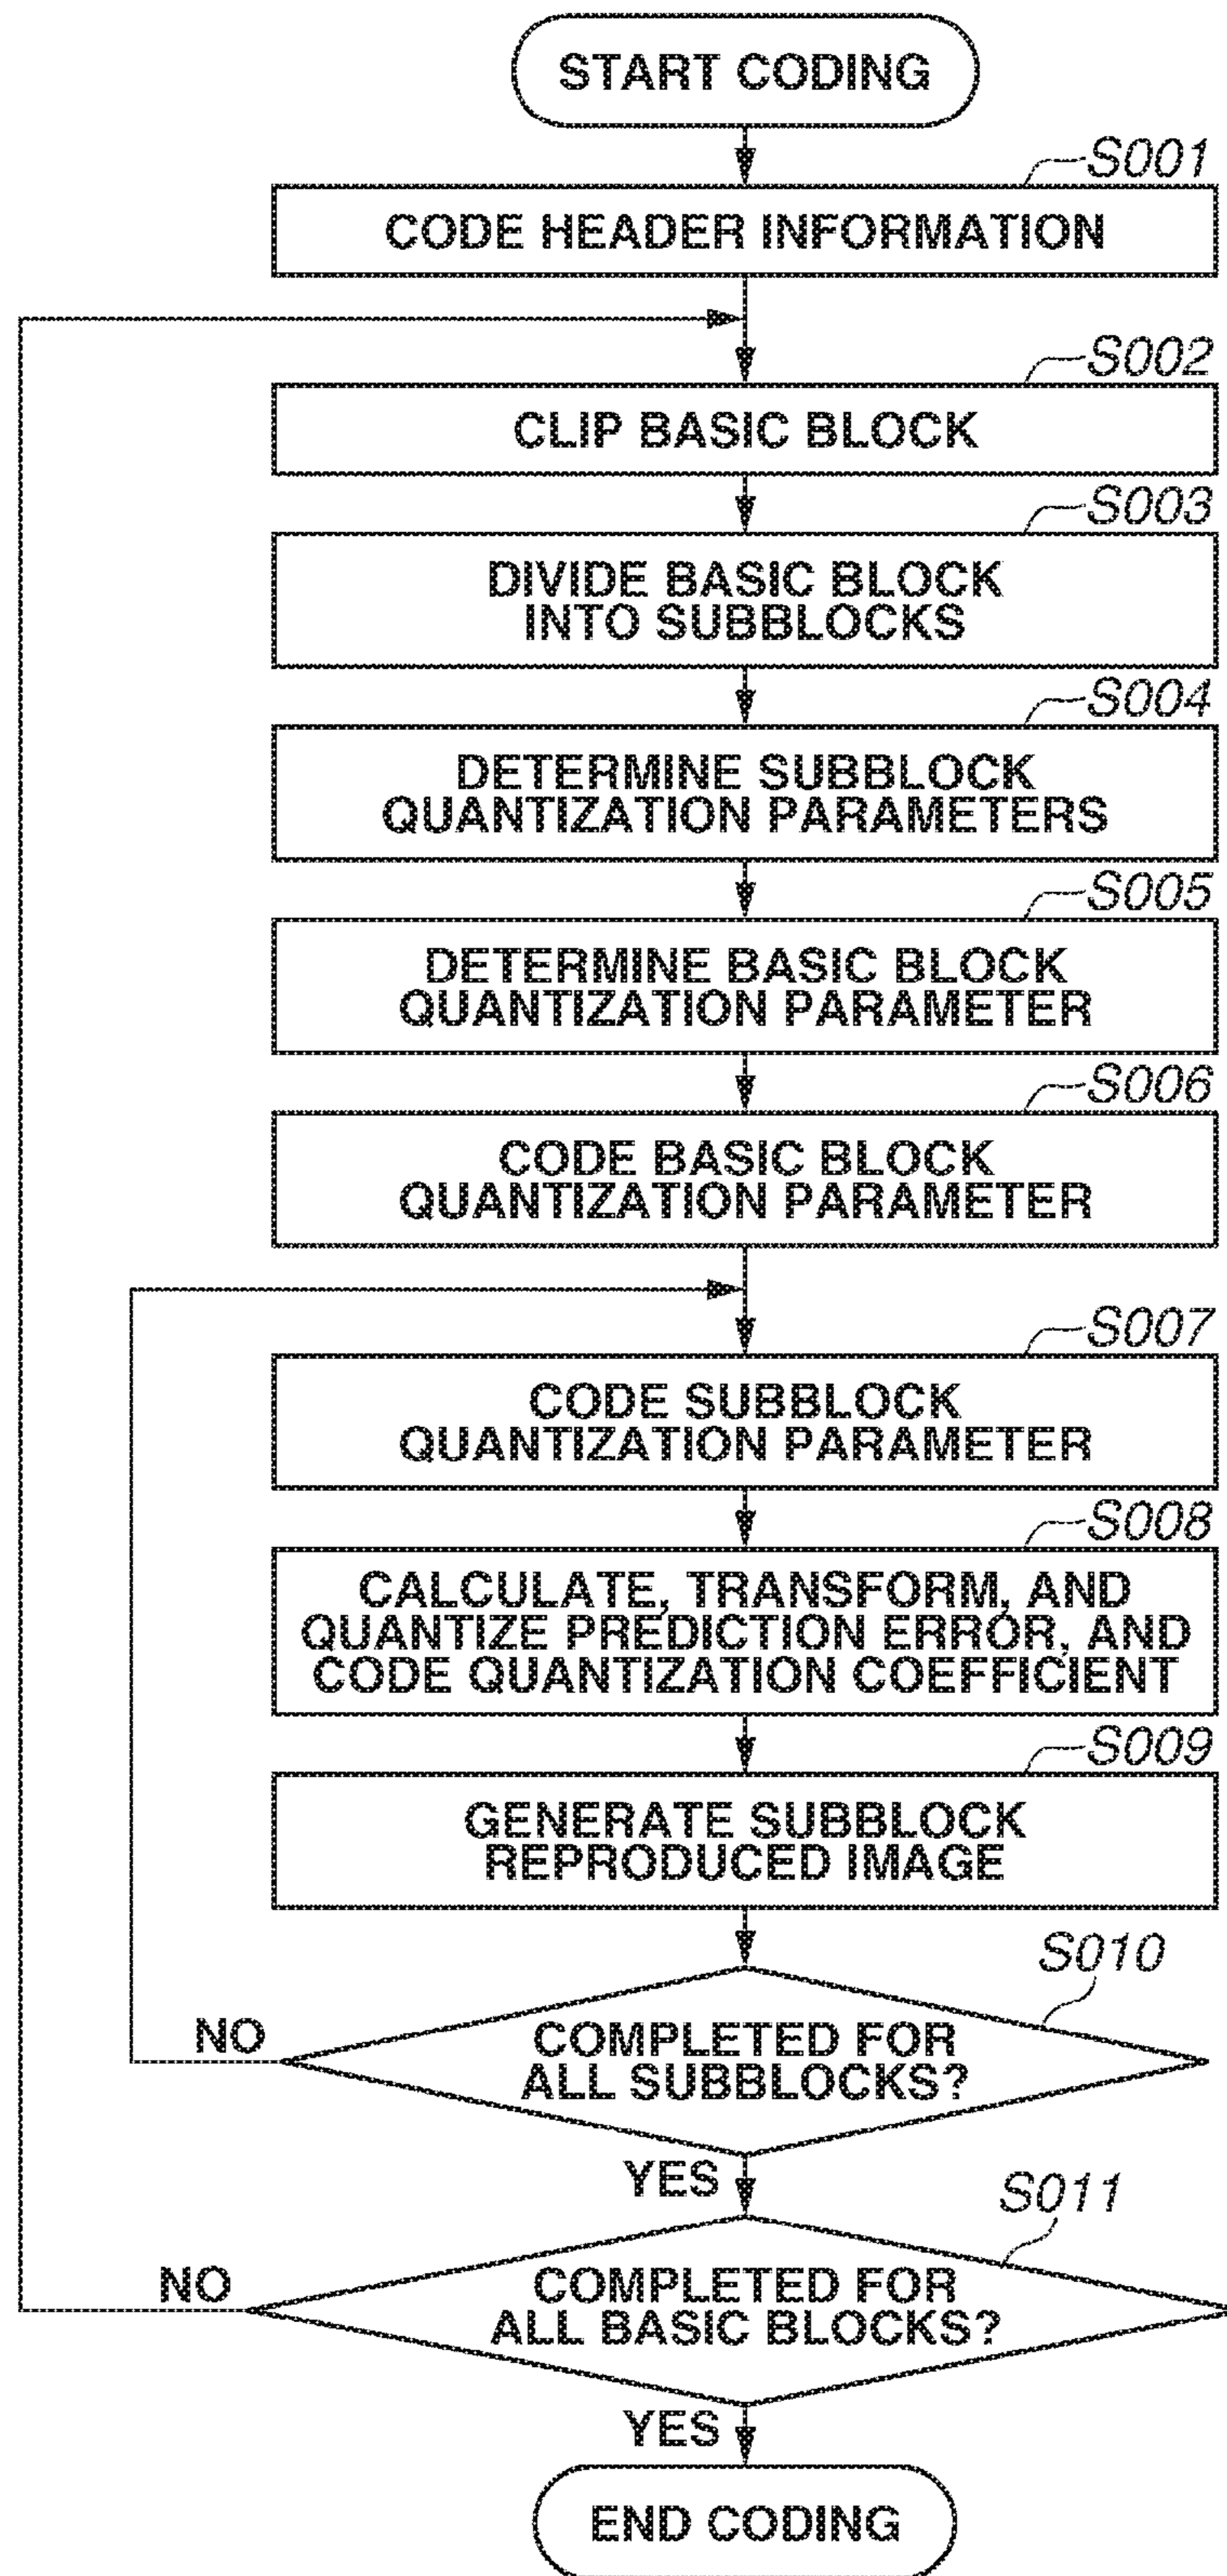 START CODING
S001
CODE HEADER INFORMATION
S002
CLIP BASIC BLOCK
S003
DIVIDE BASIC BLOCK
INTO SUBBLOCKS
S004
DETERMINE SUBBLOCK
QUANTIZATION PARAMETERS
S005
DETERMINE BASIC BLOCK
QUANTIZATION PARAMETER
S006
CODE BASIC BLOCK
QUANTIZATION PARAMETER
S007
CODE SUBBLOCK
QUANTIZATION PARAMETER
S008
CALCULATE, TRANSFORM, AND
QUANTIZE PREDICTION ERROR, AND
CODE QUANTIZATION COEFFICIENT
S009
GENERATE SUBBLOCK
REPRODUCED IMAGE
S010
NO
COMPLETED FOR
ALL SUBBLOCKS?
YES
S011
NO
COMPLETED FOR
ALL BASIC BLOCKS?
YES
END CODING